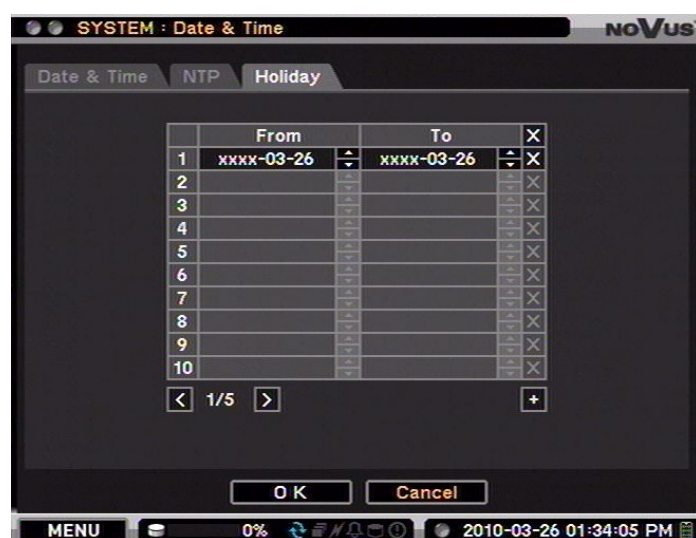 SYSTEM : Date & Time
NOVUS
Date & Time NTP Holiday
From To X
1 xxxx-03-26 xxxx-03-26 X
2 X
3 X
4 X
5 X
6 X
7 X
8 X
9 X
10 X
< 1/5 > +
OK Cancel
MENU 0% 2010-03-26 01:34:05 PM